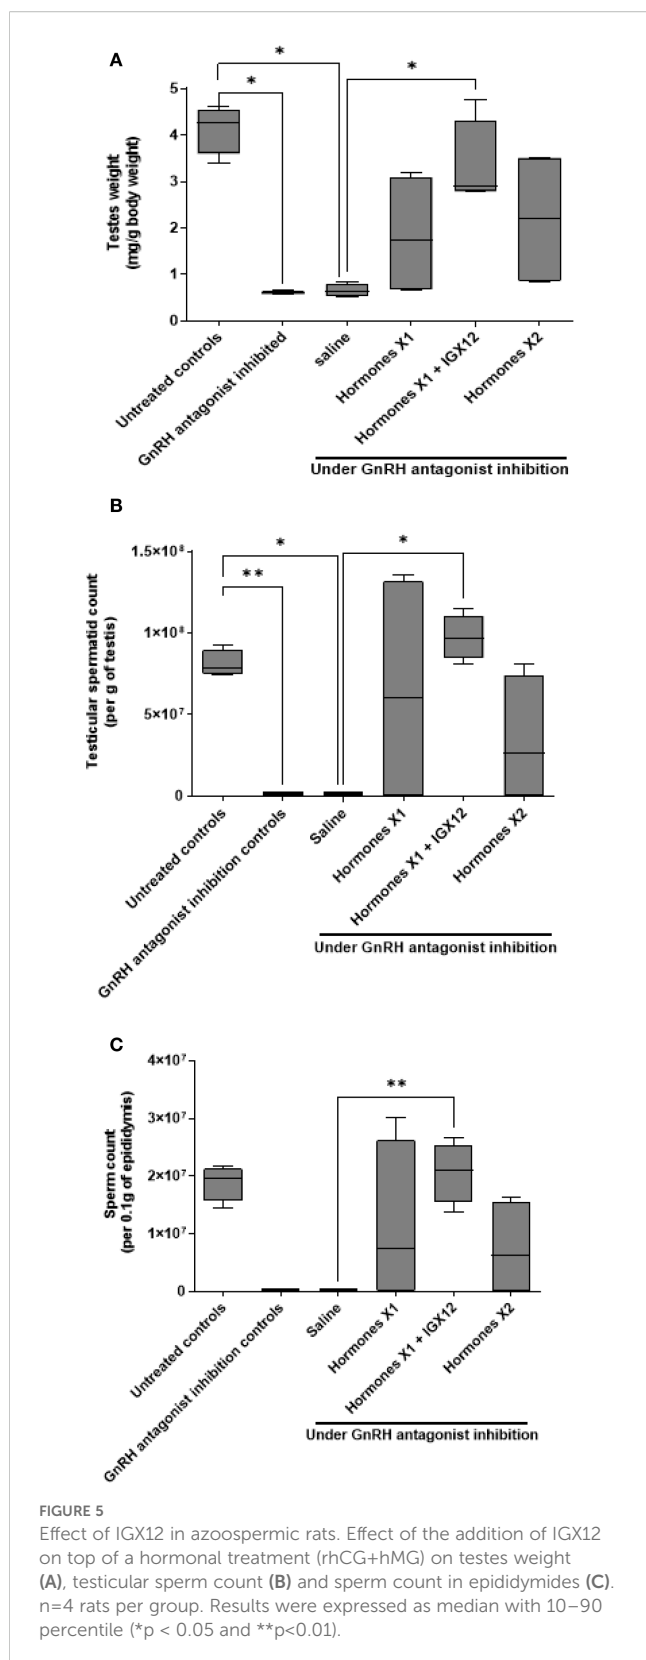 A
*
*
*
Testes weight
(mg/g body weight)
5
4
3
2
1
0
Untreated controls
GnRH antagonist inhibited
saline
Hormones X1
Hormones X1 + IGX12
Hormones X2
Under GnRH antagonist inhibition
B
*
*
**
Testicular spermatid count
(per g of testis)
1.5×10⁸
1×10⁸
5×10⁷
0
Untreated controls
GnRH antagonist inhibition controls
Saline
Hormones X1
Hormones X1 + IGX12
Hormones X2
Under GnRH antagonist inhibition
C
**
Sperm count
(per 0.1g of epididymis)
4×10⁷
3×10⁷
2×10⁷
1×10⁷
0
Untreated controls
GnRH antagonist inhibition controls
Saline
Hormones X1
Hormones X1 + IGX12
Hormones X2
Under GnRH antagonist inhibition
FIGURE 5
Effect of IGX12 in azoospermic rats. Effect of the addition of IGX12
on top of a hormonal treatment (rhCG+hMG) on testes weight
(A), testicular sperm count (B) and sperm count in epididymides (C).
n=4 rats per group. Results were expressed as median with 10–90
percentile (*p < 0.05 and **p<0.01).